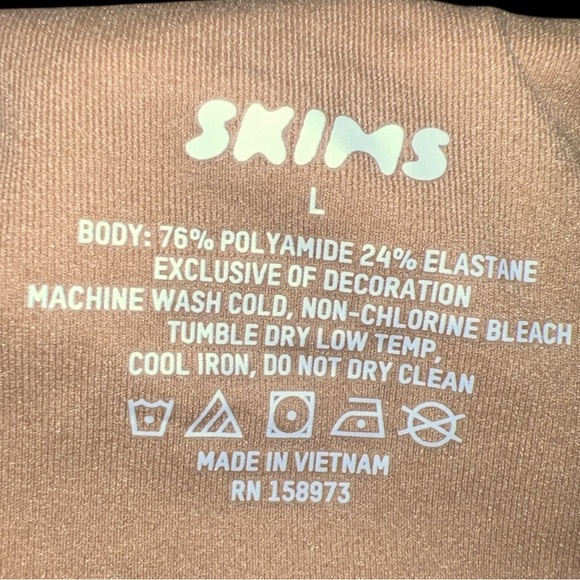 SKIMS
L
BODY: 76% POLYAMIDE 24% ELASTANE
EXCLUSIVE OF DECORATION
MACHINE WASH COLD, NON-CHLORINE BLEACH
TUMBLE DRY LOW TEMP,
COOL IRON, DO NOT DRY CLEAN
MADE IN VIETNAM
RN 158973